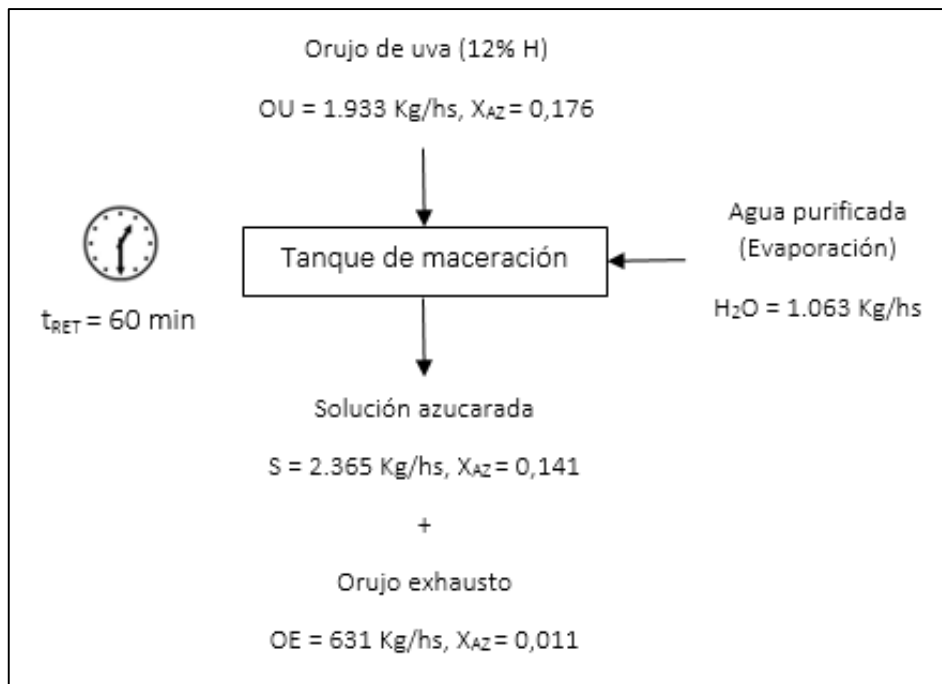 Orujo de uva (12% H)
OU = 1.933 Kg/hs, XAZ = 0,176
Agua purificada
(Evaporación)
H2O = 1.063 Kg/hs
Tanque de maceración
tRET = 60 min
Solución azucarada
S = 2.365 Kg/hs, XAZ = 0,141
+
Orujo exhausto
OE = 631 Kg/hs, XAZ = 0,011